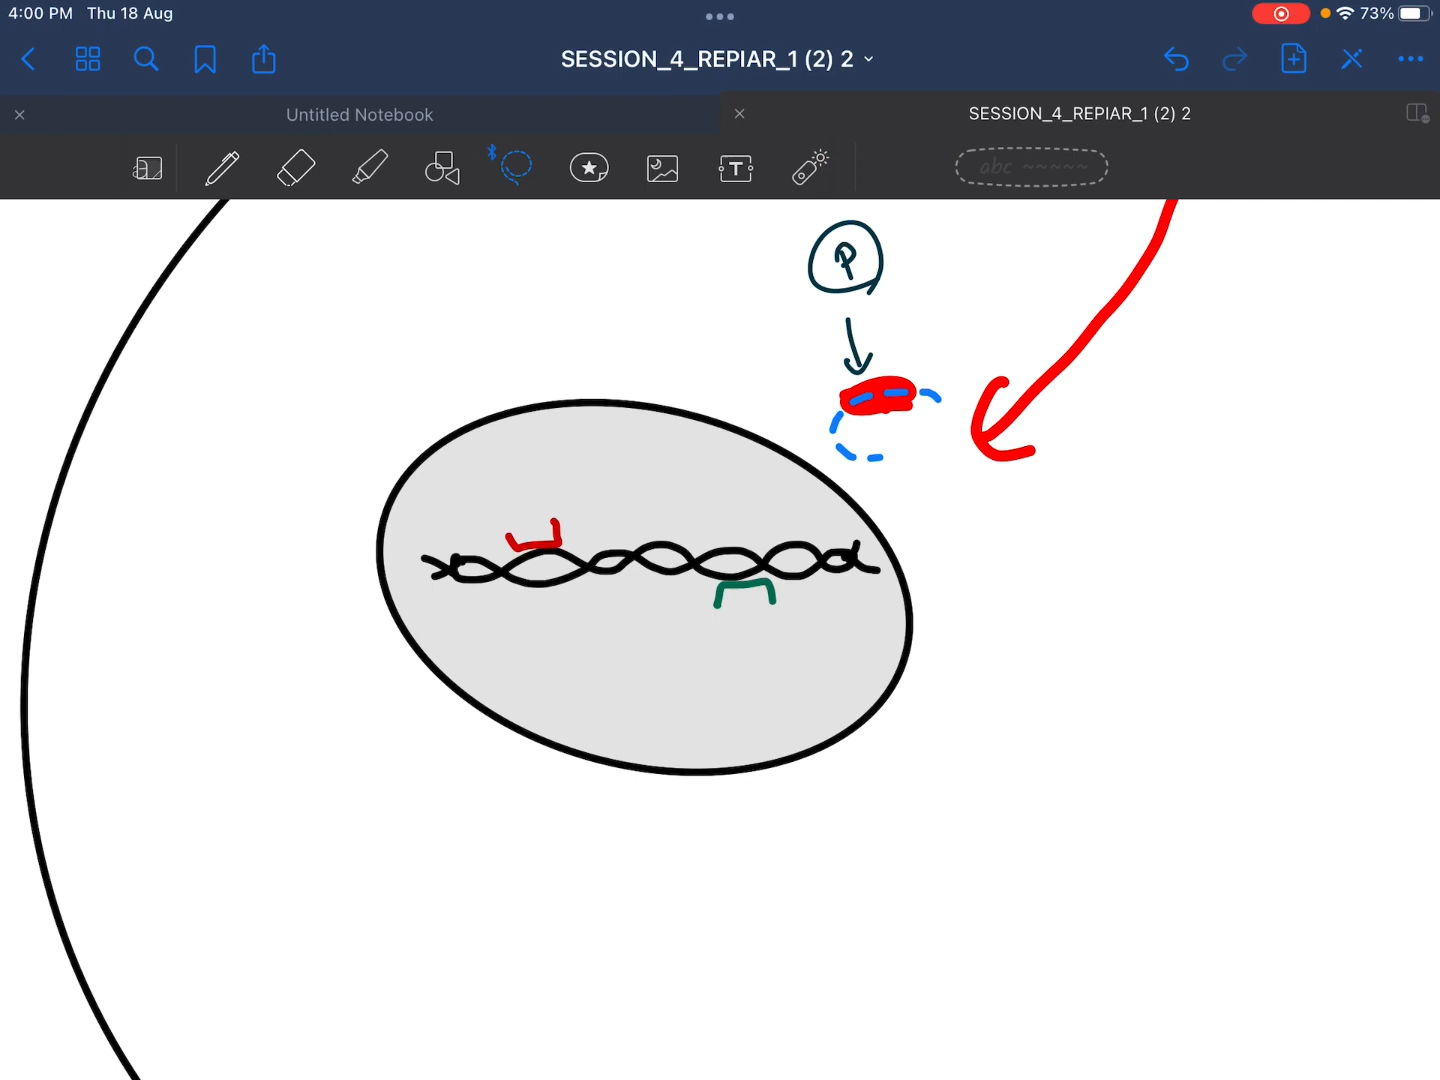 4:00 PM Thu 18 Aug
73%
SESSION_4_REPIAR_1 (2) 2
Untitled Notebook
SESSION_4_REPIAR_1 (2) 2
a
T
abc ~~~~~
P